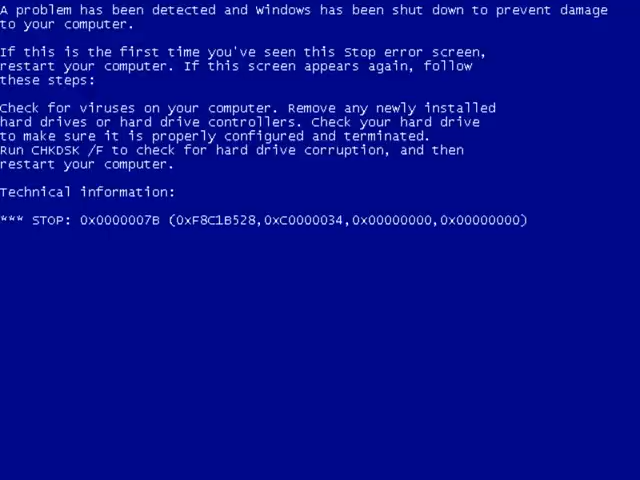 A problem has been detected and Windows has been shut down to prevent damage
to your computer.
If this is the first time you've seen this Stop error screen,
restart your computer. If this screen appears again, follow
these steps:
Check for viruses on your computer. Remove any newly installed
hard drives or hard drive controllers. Check your hard drive
to make sure it is properly configured and terminated.
Run CHKDSK /F to check for hard drive corruption, and then
restart your computer.
Technical information:
*** STOP: 0x0000007B (0xF8C1B528,0xC0000034,0x00000000,0x00000000)